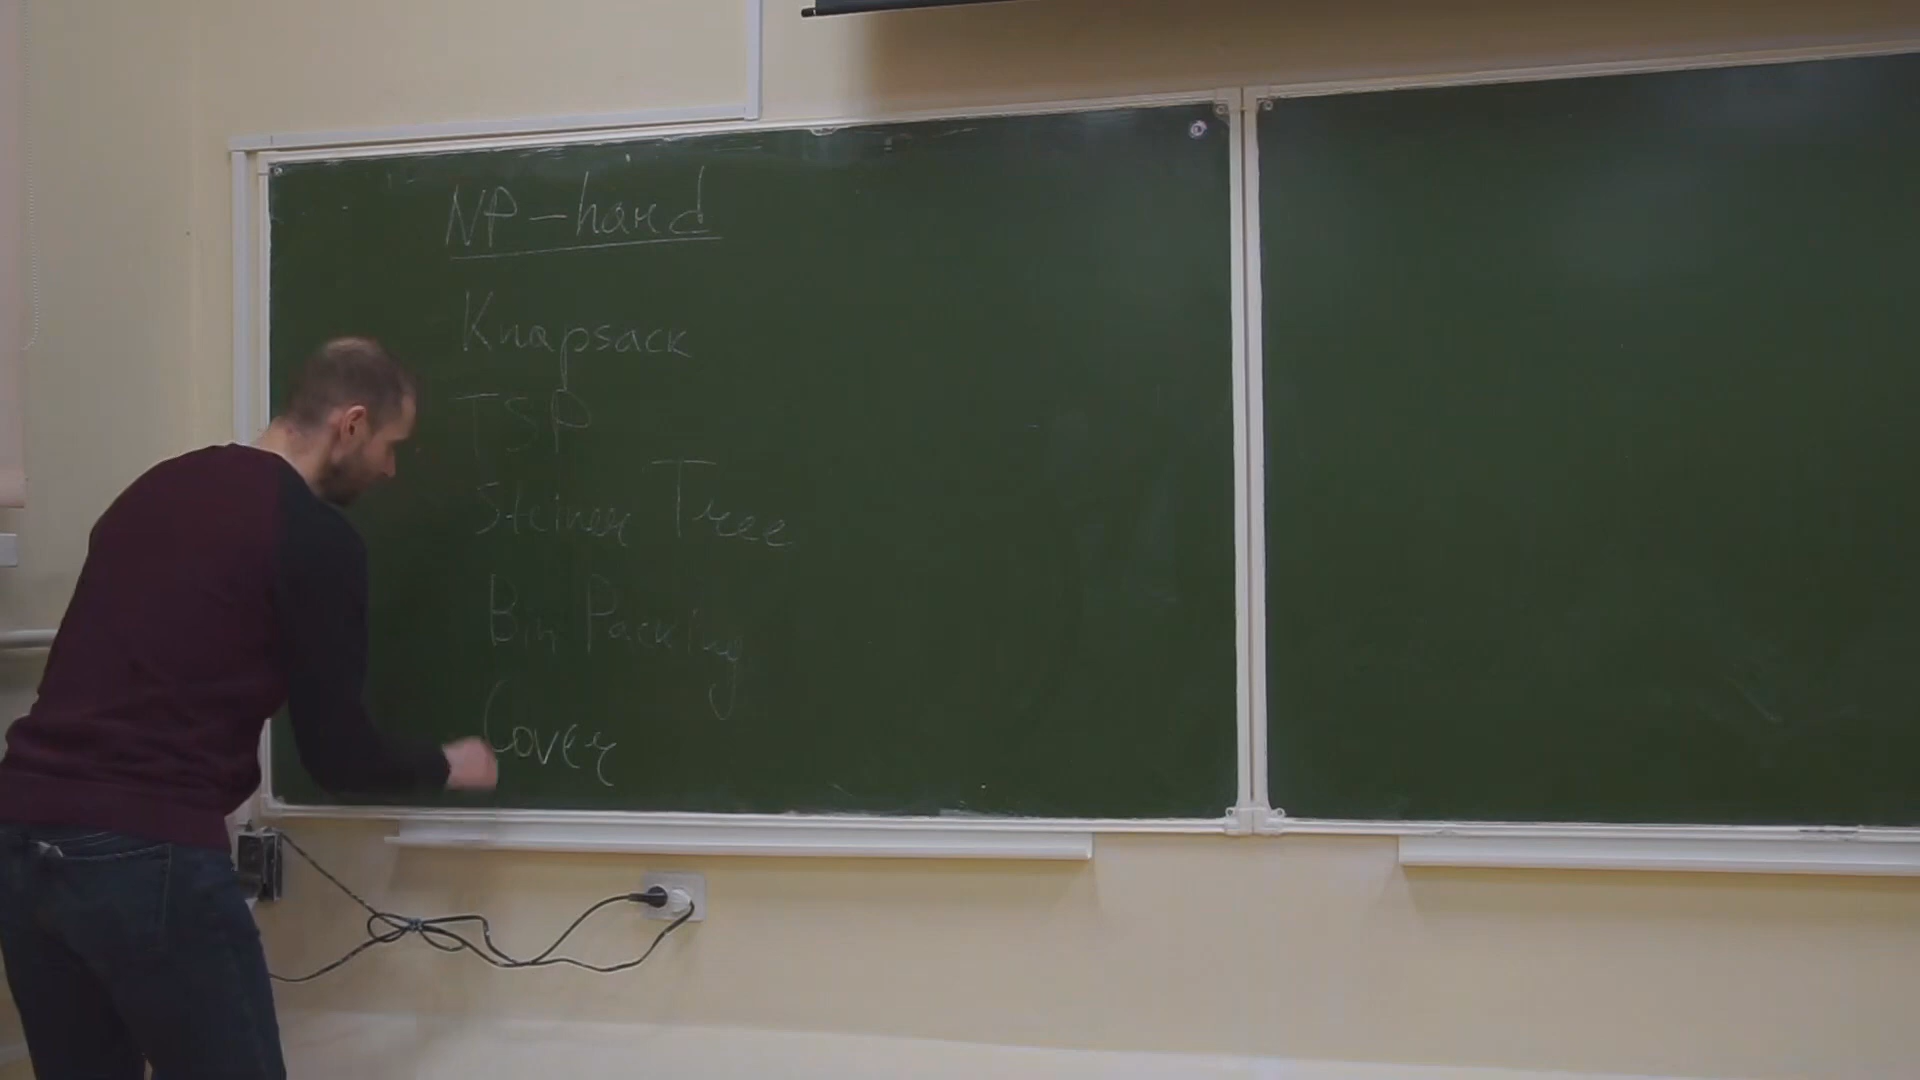 NP-hard
Knapsack
TSP
Steiner Tree
Bin Packing
Cover